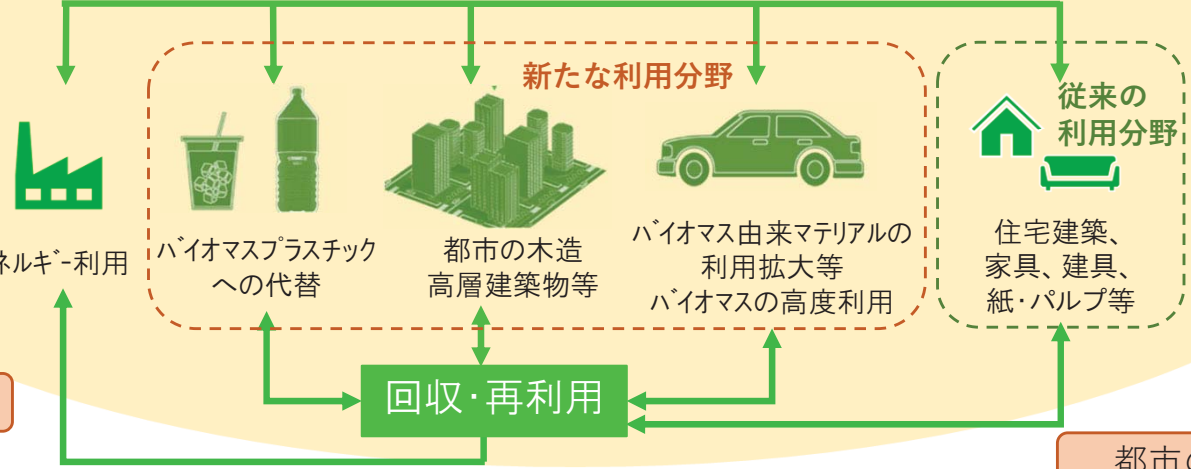 新たな利用分野
従来の
利用分野
ネルギー利用
バイオマスプラスチック
への代替
都市の木造
高層建築物等
バイオマス由来マテリアルの
利用拡大等
バイオマスの高度利用
住宅建築、
家具、建具、
紙・パルプ等
回収・再利用
都市の